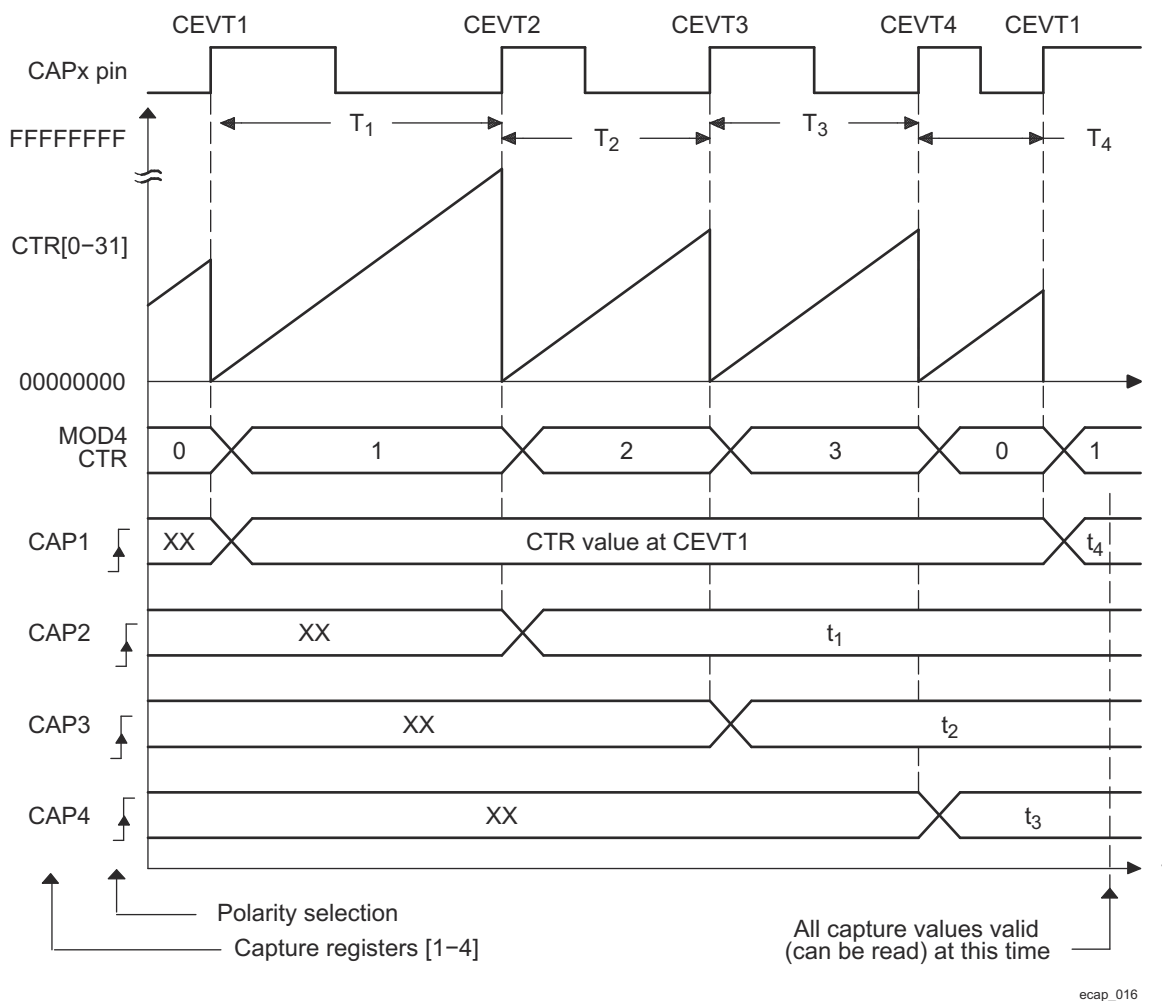 CEVT1 CEVT2 CEVT3 CEVT4 CEVT1
CAPx pin
T1 T2 T3 T4
FFFFFFFF
CTR[0−31]
00000000
MOD4
CTR
0 1 2 3 0 1
CAP1 XX CTR value at CEVT1 t4
CAP2 XX t1
CAP3 XX t2
CAP4 XX t3
Polarity selection
Capture registers [1−4]
All capture values valid
(can be read) at this time
ecap_016